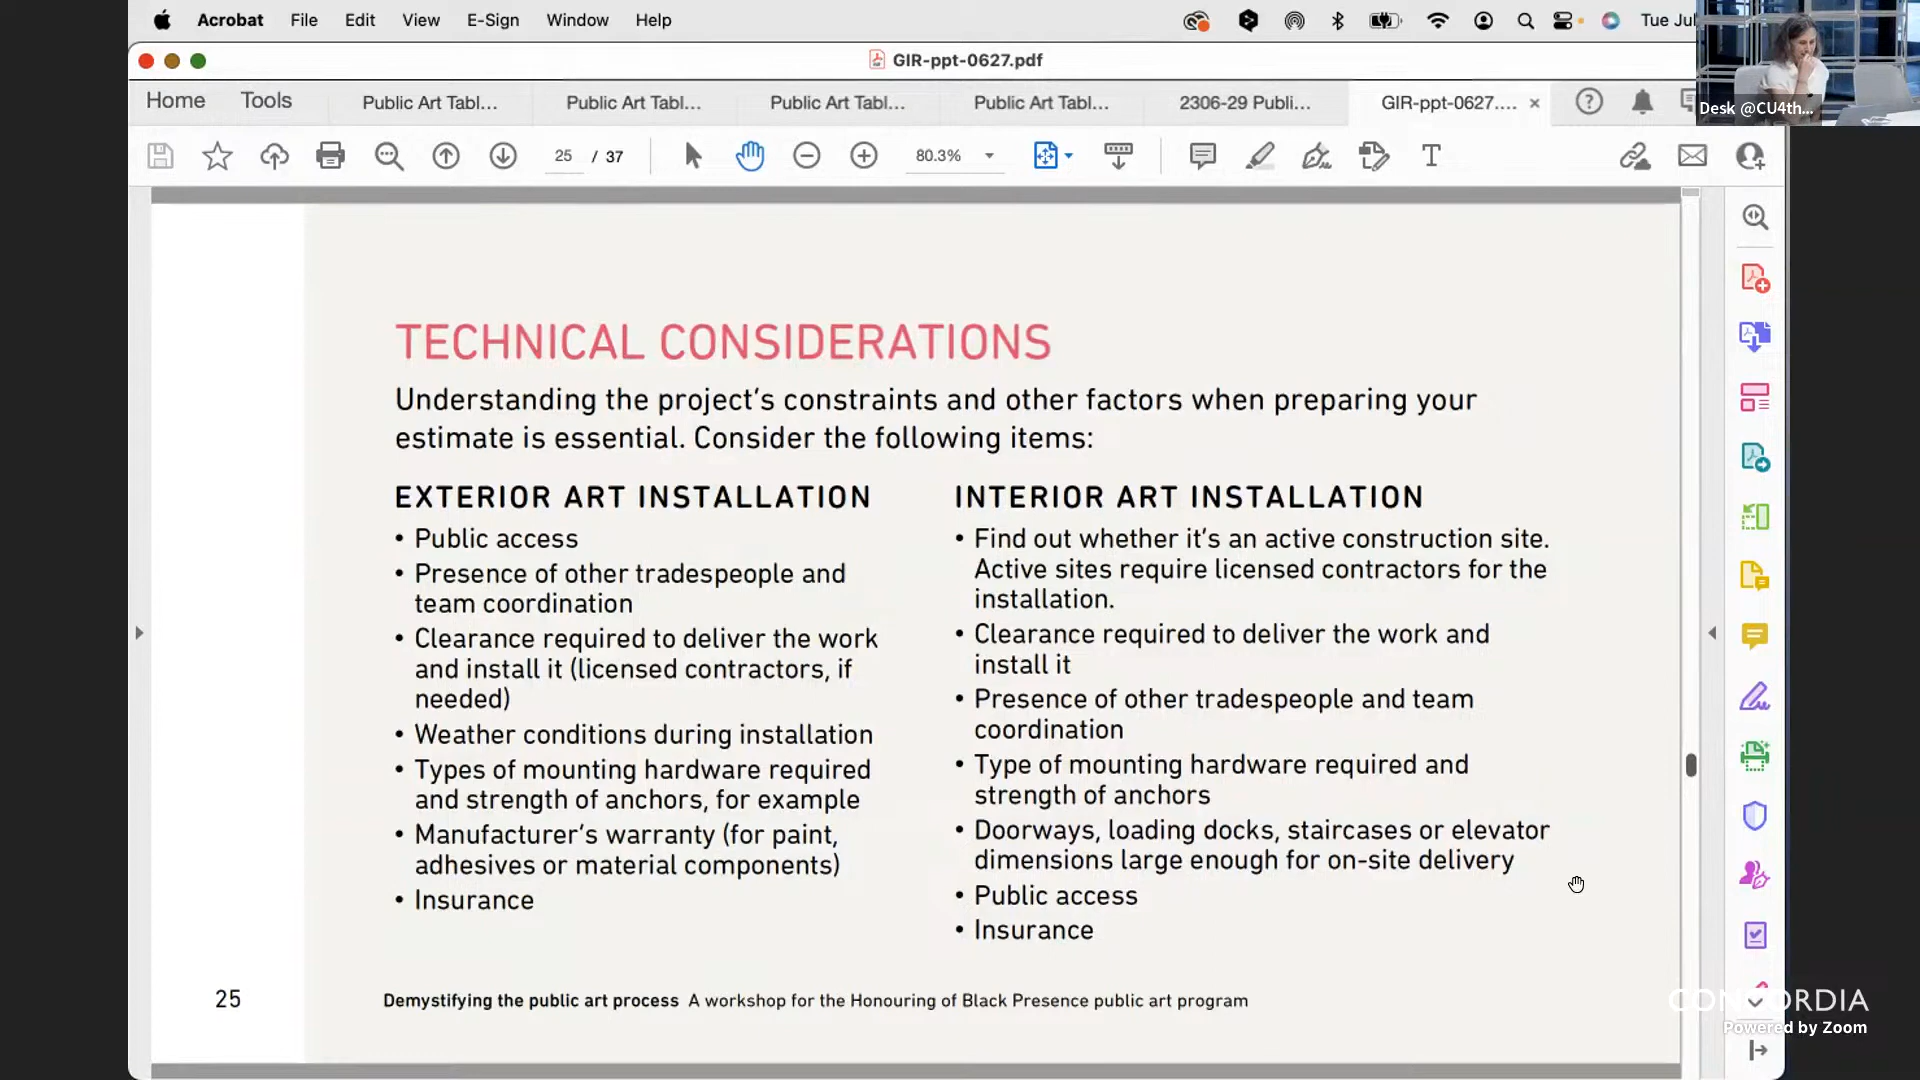 Acrobat File Edit View E-Sign Window Help Tue Jul
GIR-ppt-0627.pdf
Home Tools Public Art Tabl... Public Art Tabl... Public Art Tabl... Public Art Tabl... 2306-29 Publi... GIR-ppt-0627....
Desk @CU4th...
25 / 37 80.3%
TECHNICAL CONSIDERATIONS
Understanding the project's constraints and other factors when preparing your
estimate is essential. Consider the following items:
EXTERIOR ART INSTALLATION
• Public access
• Presence of other tradespeople and
team coordination
• Clearance required to deliver the work
and install it (licensed contractors, if
needed)
• Weather conditions during installation
• Types of mounting hardware required
and strength of anchors, for example
• Manufacturer's warranty (for paint,
adhesives or material components)
• Insurance
INTERIOR ART INSTALLATION
• Find out whether it's an active construction site.
Active sites require licensed contractors for the
installation.
• Clearance required to deliver the work and
install it
• Presence of other tradespeople and team
coordination
• Type of mounting hardware required and
strength of anchors
• Doorways, loading docks, staircases or elevator
dimensions large enough for on-site delivery
• Public access
• Insurance
25
Demystifying the public art process A workshop for the Honouring of Black Presence public art program
CONCORDIA
Powered by Zoom